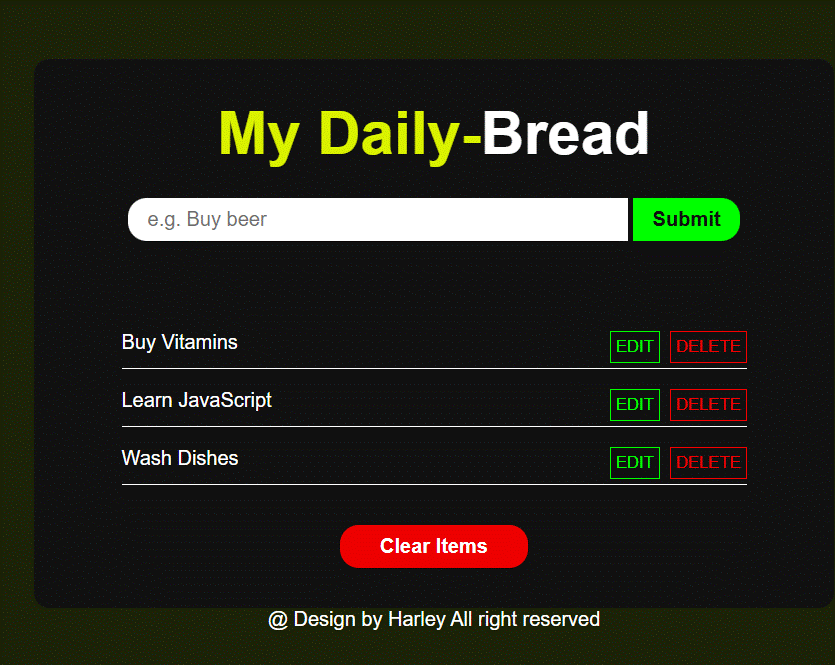 My Daily-Bread
e.g. Buy beer Submit
Buy Vitamins EDIT DELETE
Learn JavaScript EDIT DELETE
Wash Dishes EDIT DELETE
Clear Items
@ Design by Harley All right reserved